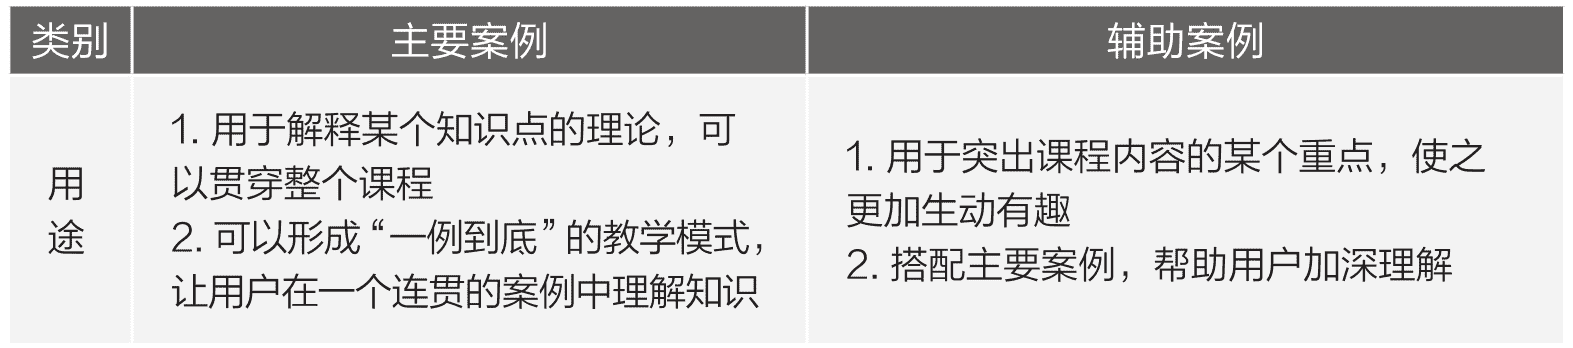 类别
主要案例
辅助案例
用
途
1. 用于解释某个知识点的理论，可
以贯穿整个课程
2. 可以形成“一例到底”的教学模式，
让用户在一个连贯的案例中理解知识
1. 用于突出课程内容的某个重点，使之
更加生动有趣
2. 搭配主要案例，帮助用户加深理解